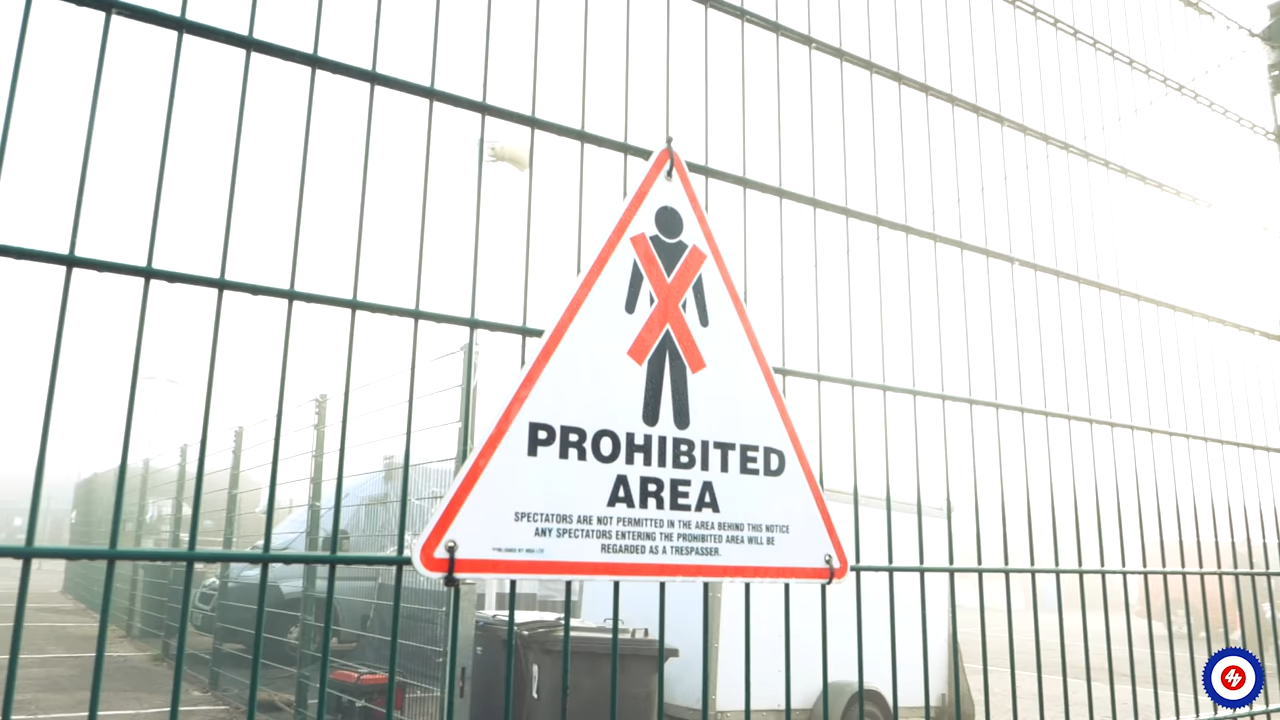 PROHIBITED
AREA
SPECTATORS ARE NOT PERMITTED IN THE AREA BEHIND THIS NOTICE
ANY SPECTATORS ENTERING THE PROHIBITED AREA WILL BE
REGARDED AS A TRESPASSER.